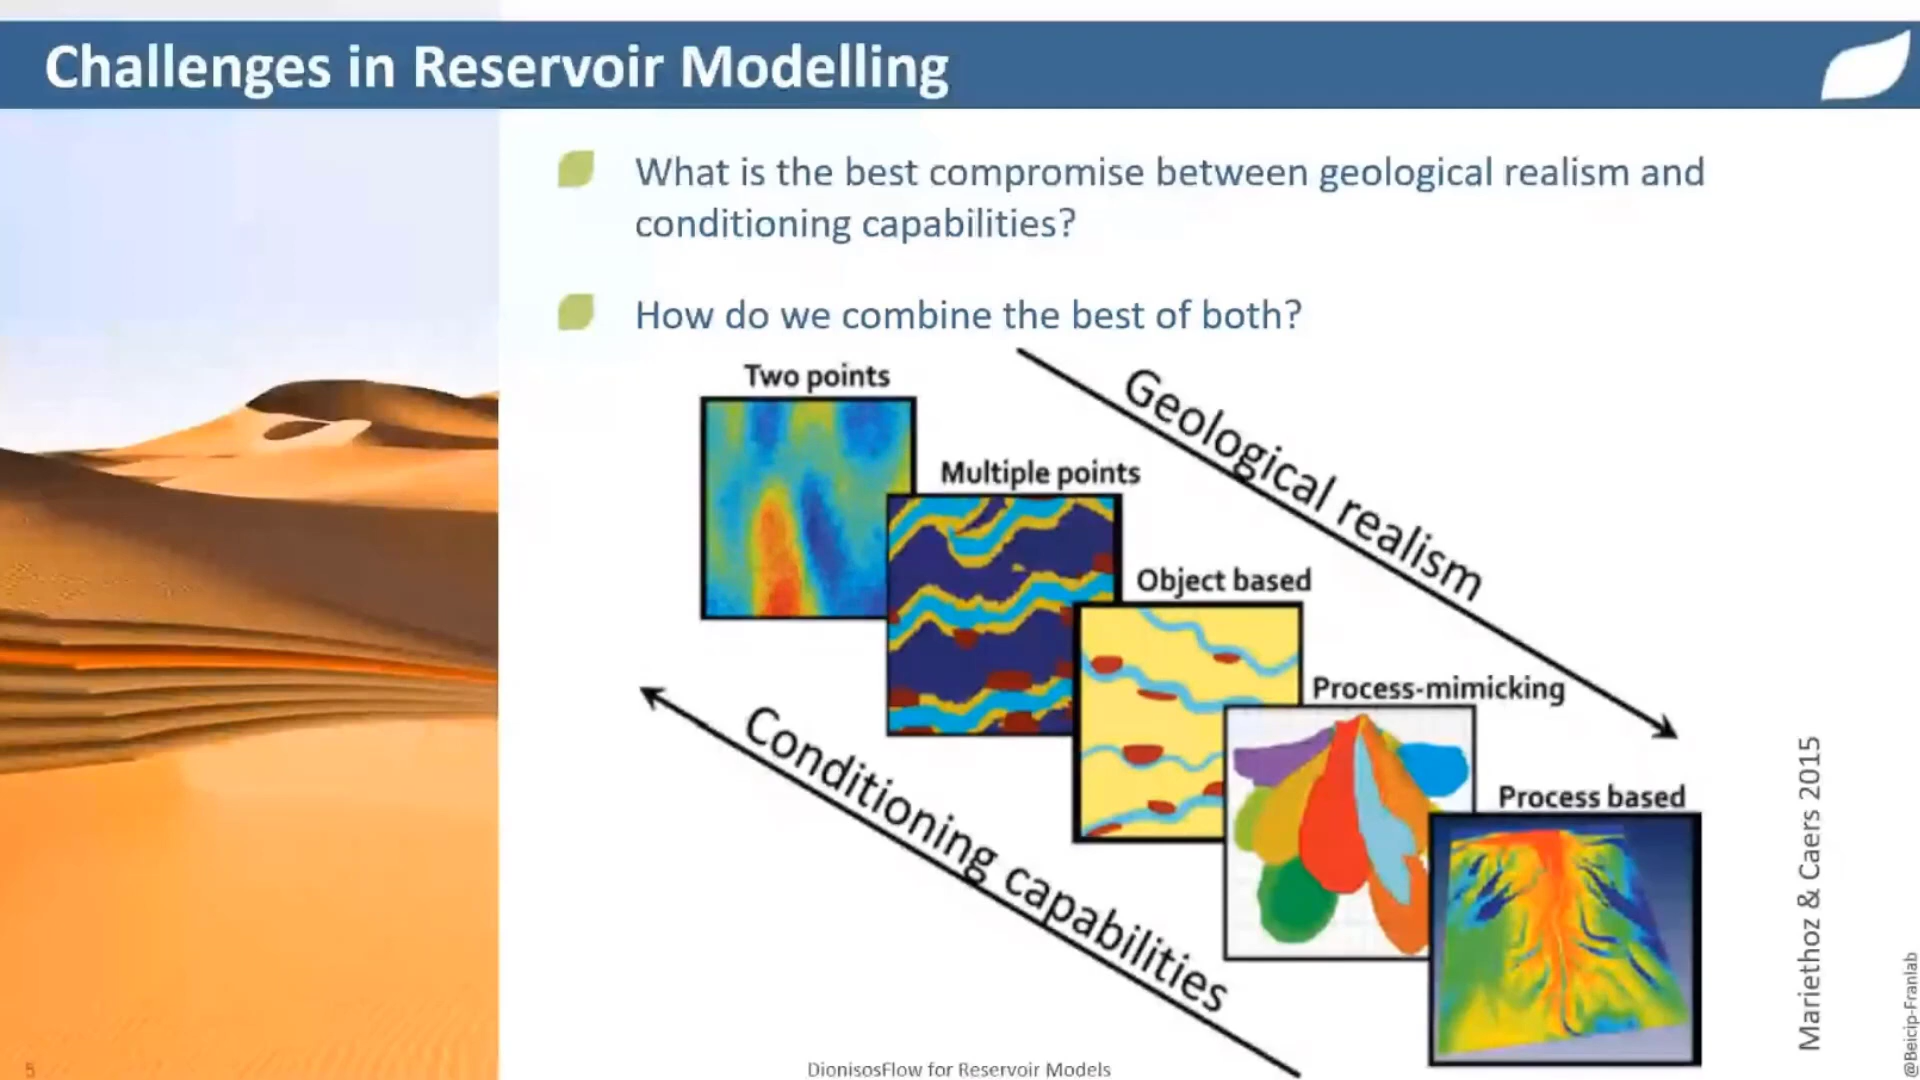 Challenges in Reservoir Modelling
What is the best compromise between geological realism and
conditioning capabilities?
How do we combine the best of both?
Two points
Geological realism
Multiple points
Object based
Process-mimicking
Conditioning capabilities
Process based
Mariethoz & Caers 2015
@Beicip-Franlab
5
DionisosFlow for Reservoir Models